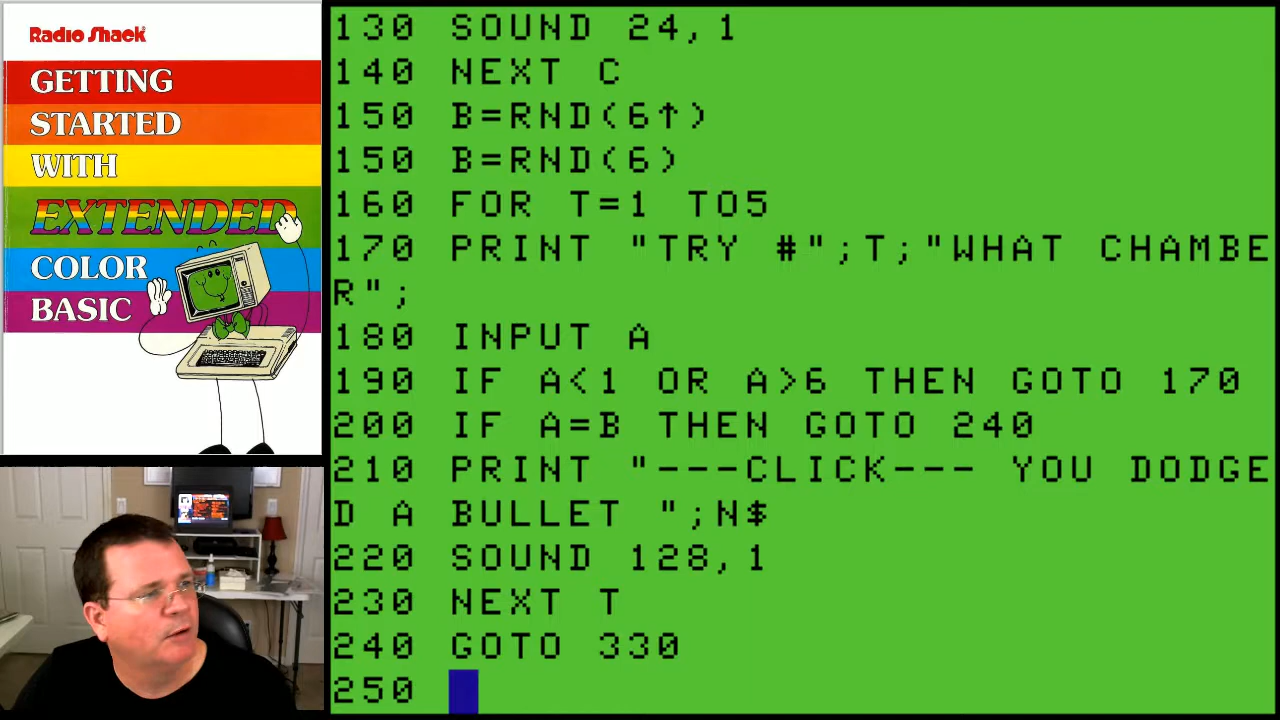 Radio Shack
GETTING
STARTED
WITH
EXTENDED
COLOR
BASIC
130 SOUND 24,1
140 NEXT C
150 B=RND(6↑)
150 B=RND(6)
160 FOR T=1 TO5
170 PRINT "TRY #";T;"WHAT CHAMBE
R";
180 INPUT A
190 IF A<1 OR A>6 THEN GOTO 170
200 IF A=B THEN GOTO 240
210 PRINT "---CLICK--- YOU DODGE
D A BULLET ";N$
220 SOUND 128,1
230 NEXT T
240 GOTO 330
250